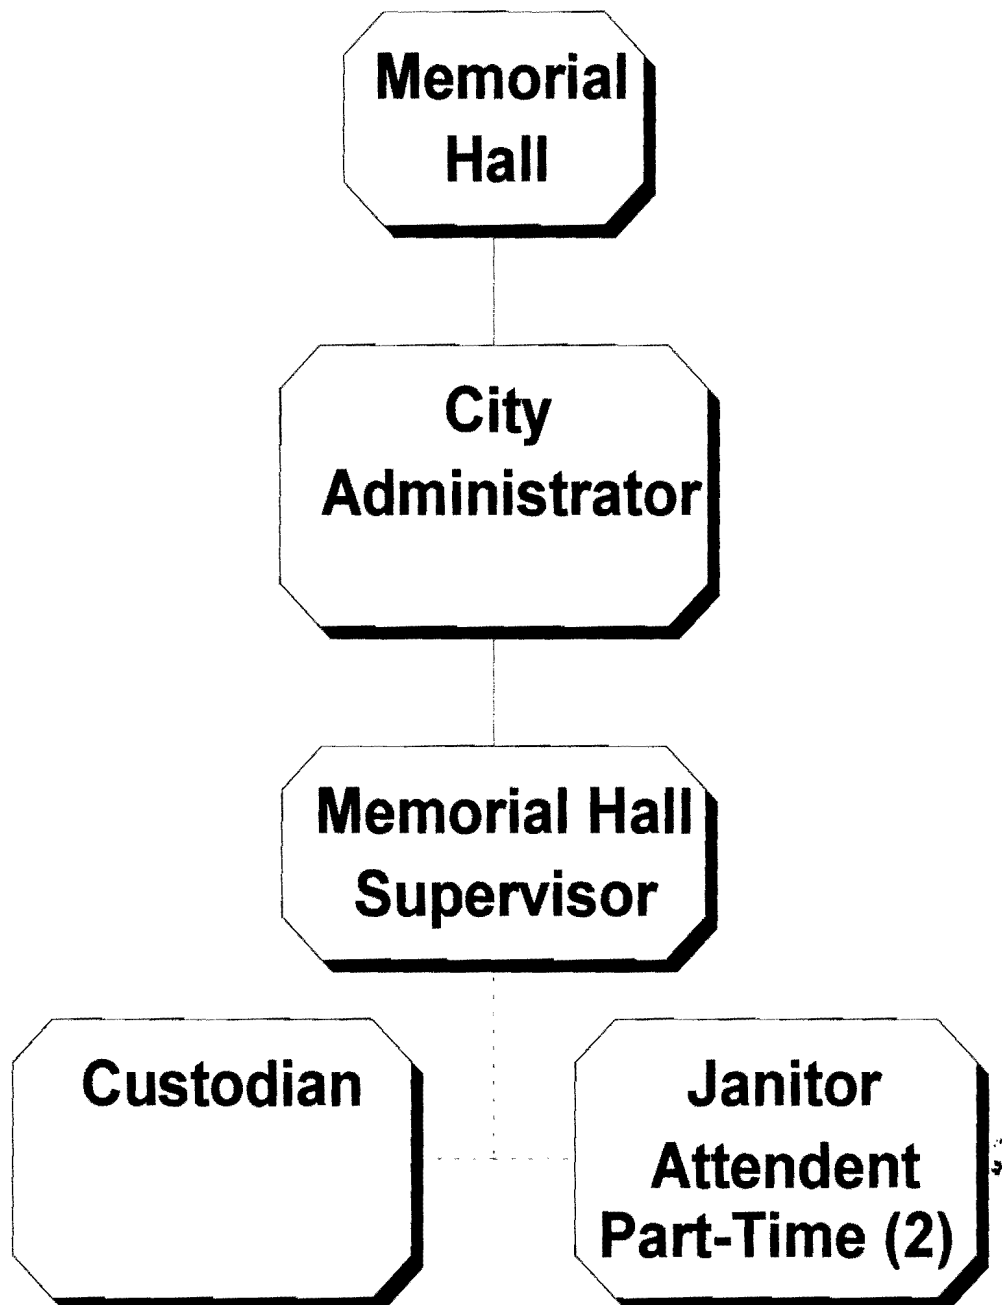 Memorial
Hall
City
Administrator
Memorial Hall
Supervisor
Custodian
Janitor
Attendent
Part-Time (2)